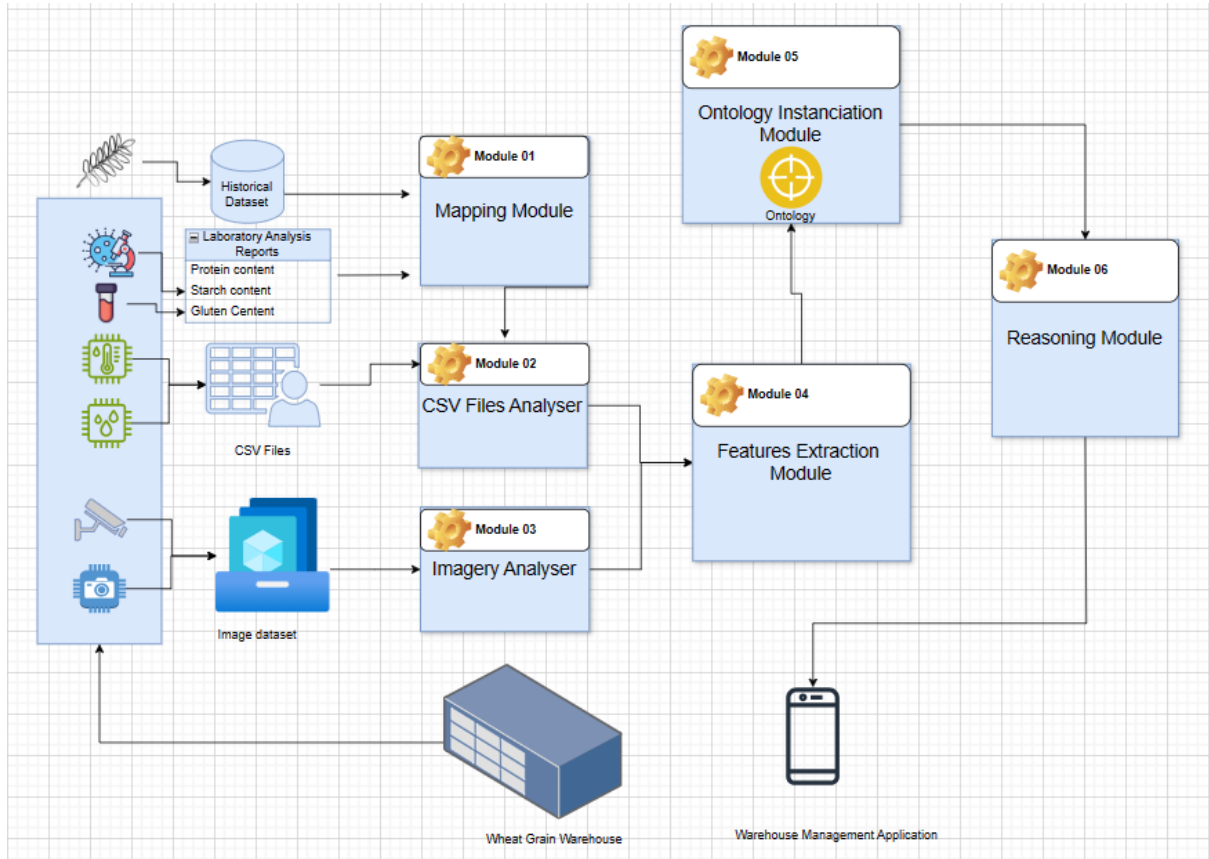 Module 05
Ontology Instanciation
Module
Ontology
Module 01
Mapping Module
Historical
Dataset
Laboratory Analysis
Reports
Protein content
Starch content
Gluten Centent
Module 06
Reasoning Module
Module 02
CSV Files Analyser
CSV Files
Module 04
Features Extraction
Module
Module 03
Imagery Analyser
Image dataset
Wheat Grain Warehouse
Warehouse Management Application